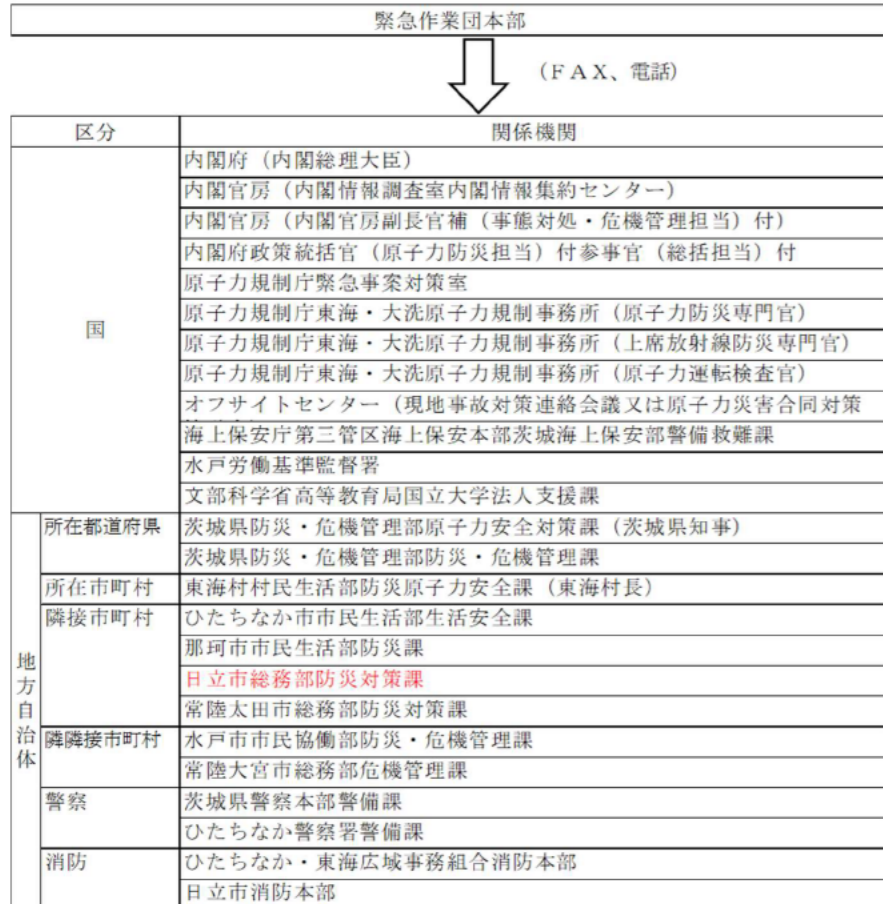 緊急作業団本部
（ＦＡＸ、電話）
区分 関係機関
国
内閣府（内閣総理大臣）
内閣官房（内閣情報調査室内閣情報集約センター）
内閣官房（内閣官房副長官補（事態対処・危機管理担当）付）
内閣府政策統括官（原子力防災担当）付参事官（総括担当）付
原子力規制庁緊急事案対策室
原子力規制庁東海・大洗原子力規制事務所（原子力防災専門官）
原子力規制庁東海・大洗原子力規制事務所（上席放射線防災専門官）
原子力規制庁東海・大洗原子力規制事務所（原子力運転検査官）
オフサイトセンター（現地事故対策連絡会議又は原子力災害合同対策
海上保安庁第三管区海上保安本部茨城海上保安部警備救難課
水戸労働基準監督署
文部科学省高等教育局国立大学法人支援課
地方自治体
所在都道府県 茨城県防災・危機管理部原子力安全対策課（茨城県知事）
茨城県防災・危機管理部防災・危機管理課
所在市町村 東海村村民生活部防災原子力安全課（東海村長）
隣接市町村 ひたちなか市市民生活部生活安全課
那珂市市民生活部防災課
日立市総務部防災対策課
常陸太田市総務部防災対策課
隣隣接市町村 水戸市市民協働部防災・危機管理課
常陸大宮市総務部危機管理課
警察 茨城県警察本部警備課
ひたちなか警察署警備課
消防 ひたちなか・東海広域事務組合消防本部
日立市消防本部